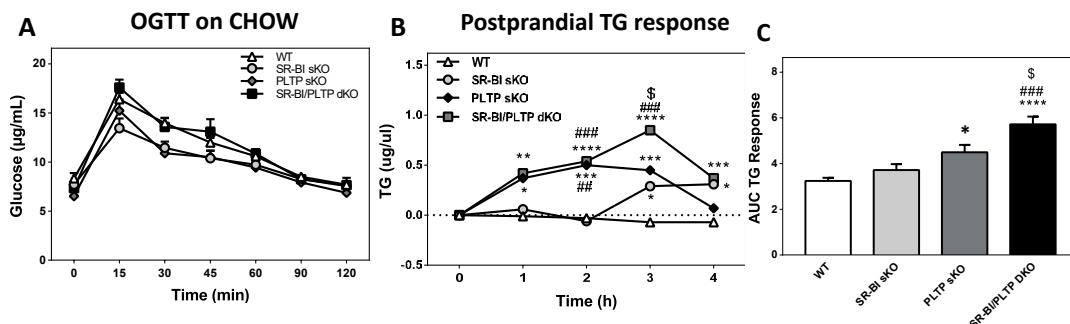 A
OGTT on CHOW
Glucose (µg/mL)
20
15
10
5
0
0 15 30 45 60 90 120
Time (min)
WT
SR-BI sKO
PLTP sKO
SR-BI/PLTP dKO
B
Postprandial TG response
TG (ug/ul)
1.5
1.0
0.5
0.0
-0.5
0 1 2 3 4
Time (h)
WT
SR-BI sKO
PLTP sKO
SR-BI/PLTP dKO
**
*
###
****
***
##
$
###
****
***
*
***
*
C
AUC TG Response
8
6
4
2
0
*
$
###
****
WT
SR-BI sKO
PLTP sKO
SR-BI/PLTP DKO